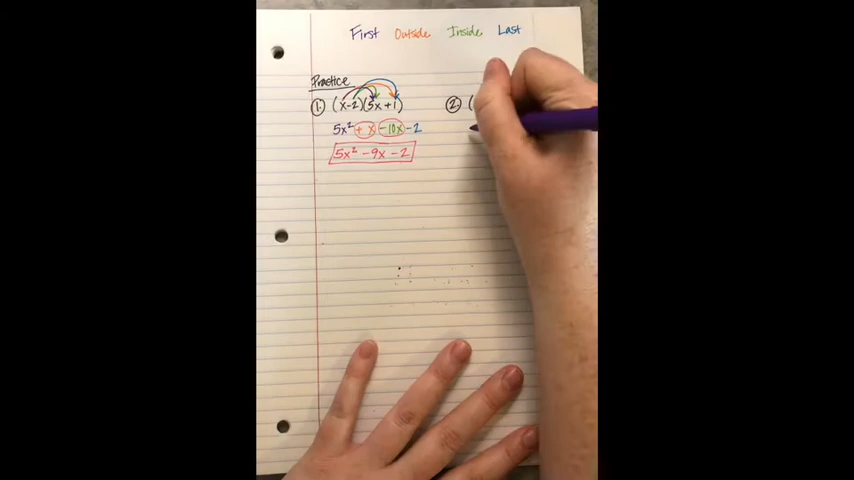 First Outside Inside Last
Practice
1. (x-2)(5x+1)
5x² + x - 10x - 2
5x² - 9x - 2
2. (